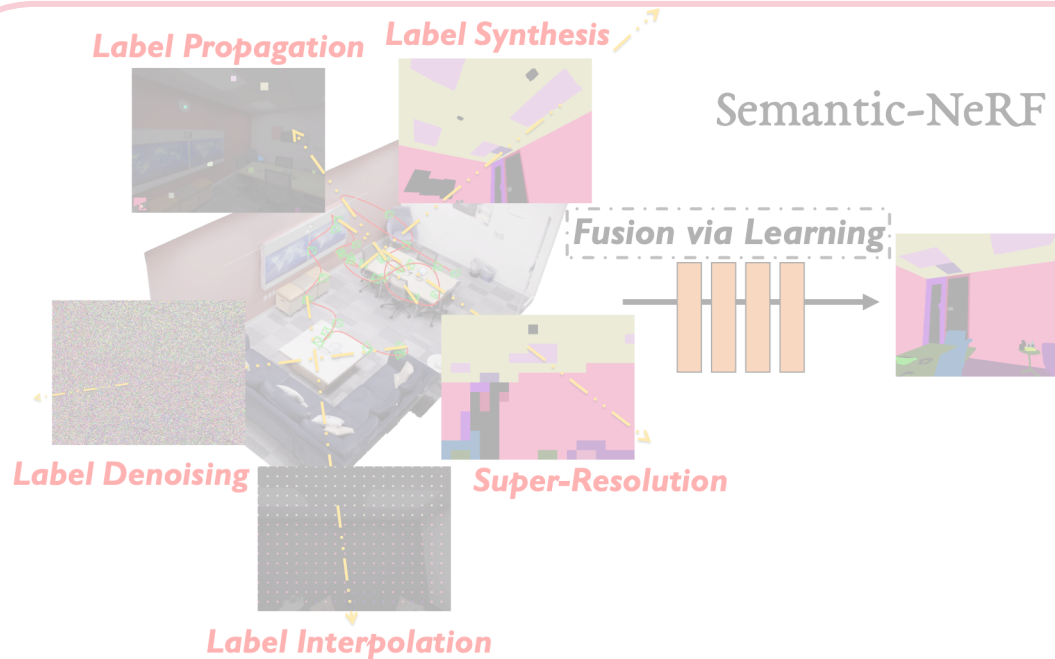 Label Propagation
Label Synthesis
Semantic-NeRF
Fusion via Learning
Label Denoising
Super-Resolution
Label Interpolation